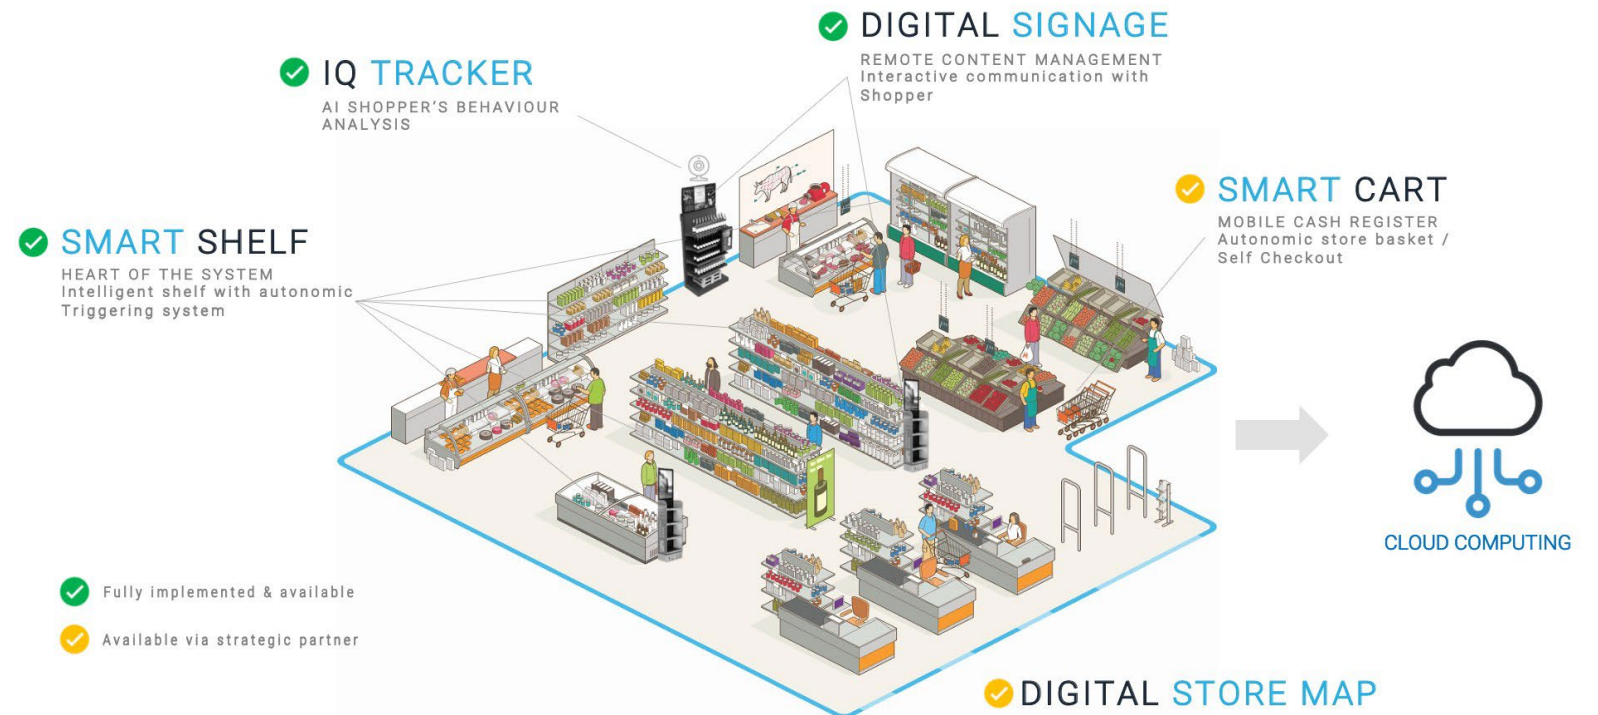 DIGITAL SIGNAGE
REMOTE CONTENT MANAGEMENT
Interactive communication with
Shopper
IQ TRACKER
AI SHOPPER'S BEHAVIOUR
ANALYSIS
SMART CART
MOBILE CASH REGISTER
Autonomic store basket /
Self Checkout
SMART SHELF
HEART OF THE SYSTEM
Intelligent shelf with autonomic
Triggering system
CLOUD COMPUTING
Fully implemented & available
Available via strategic partner
DIGITAL STORE MAP